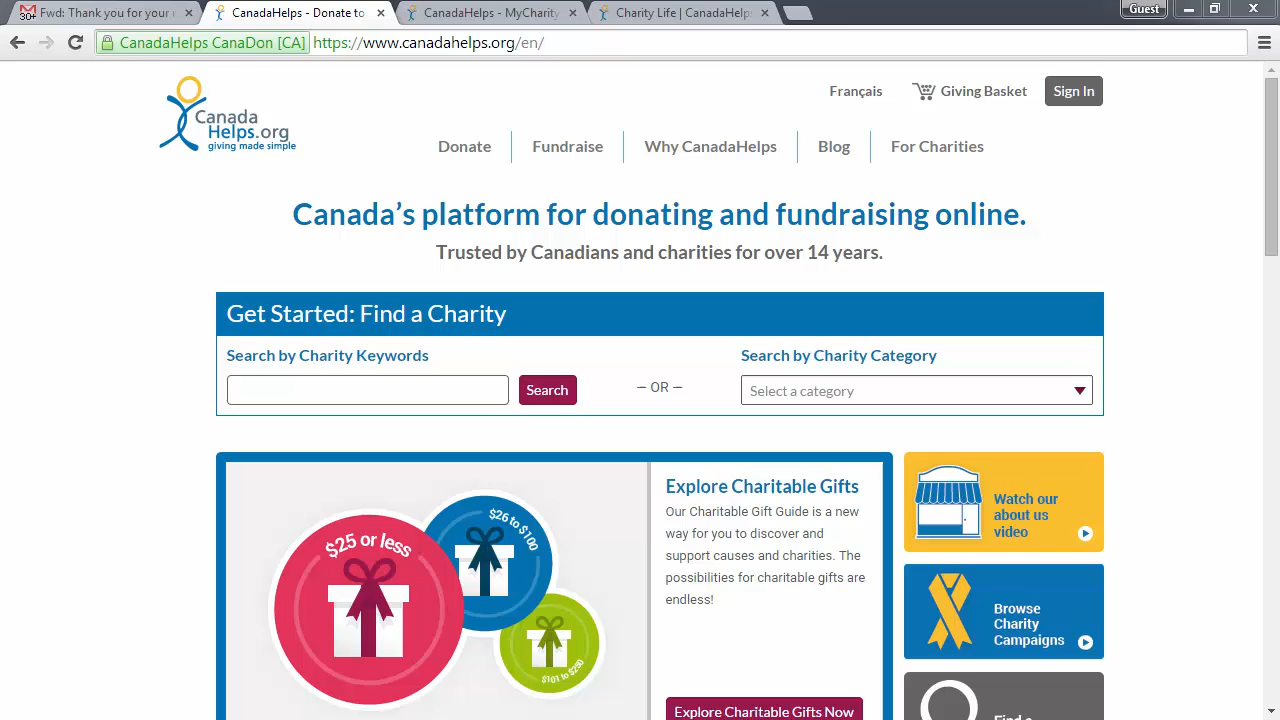 30+ Fwd: Thank you for your
CanadaHelps - Donate to
CanadaHelps - MyCharity
Charity Life | CanadaHelps
Guest
CanadaHelps CanaDon [CA]
https://www.canadahelps.org/en/
Français
Giving Basket
Sign In
Canada
Helps.org
giving made simple
Donate
Fundraise
Why CanadaHelps
Blog
For Charities
Canada's platform for donating and fundraising online.
Trusted by Canadians and charities for over 14 years.
Get Started: Find a Charity
Search by Charity Keywords
Search by Charity Category
Search
— OR —
Select a category
$25 or less
$26 to $100
$101 to $250
Explore Charitable Gifts
Our Charitable Gift Guide is a new
way for you to discover and
support causes and charities. The
possibilities for charitable gifts are
endless!
Explore Charitable Gifts Now
Watch our
about us
video
Browse
Charity
Campaigns
Find a